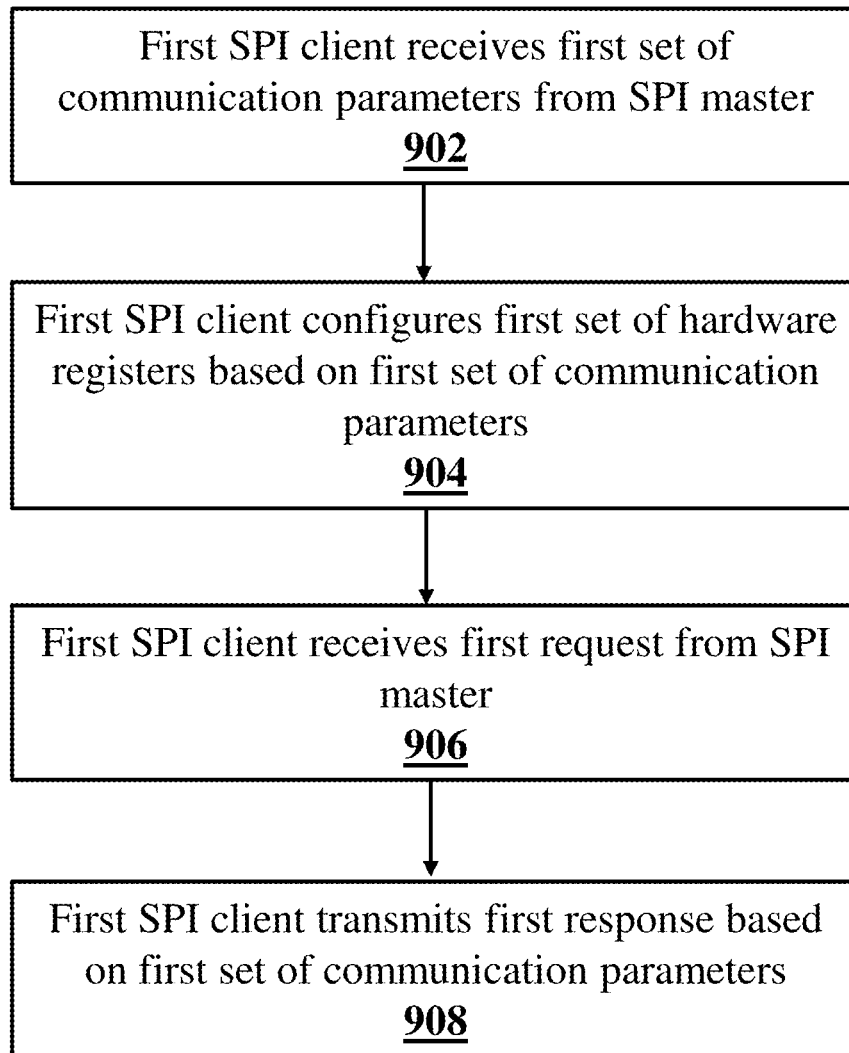 First SPI client receives first set of
communication parameters from SPI master
902
First SPI client configures first set of hardware
registers based on first set of communication
parameters
904
First SPI client receives first request from SPI
master
906
First SPI client transmits first response based
on first set of communication parameters
908